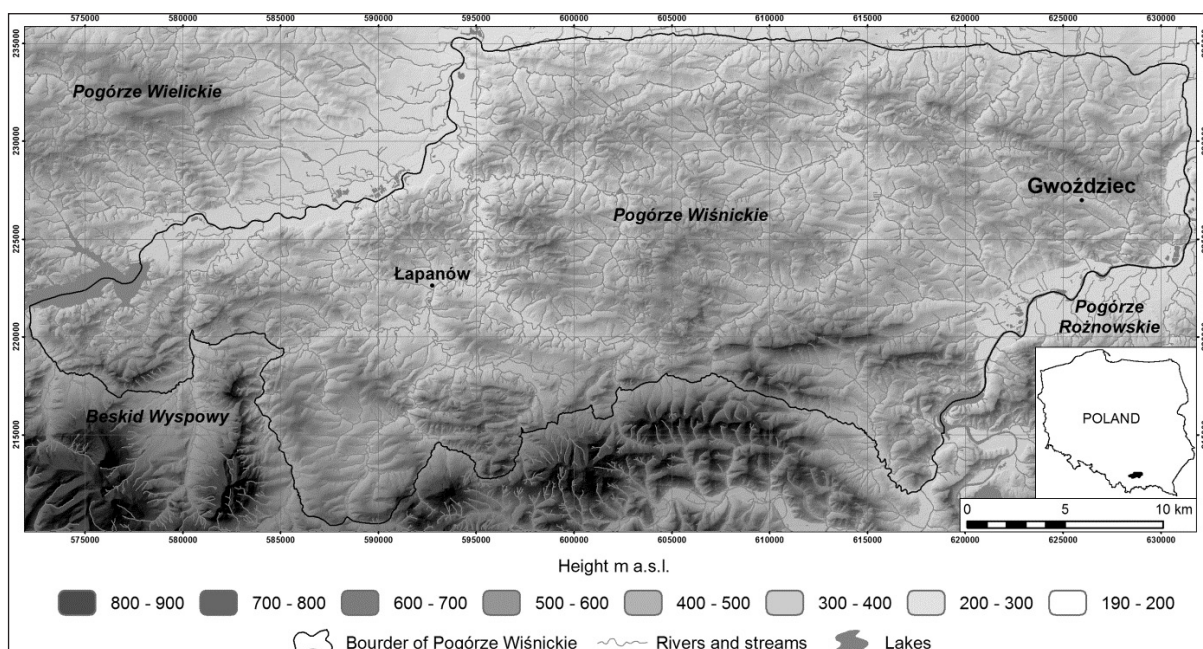 575000 580000 585000 590000 595000 600000 605000 610000 615000 620000 625000 630000
235000
Pogórze Wielickie
230000
Gwoździec
Pogórze Wiśnickie
225000
Łapanów
Pogórze
Rożnowskie
220000
Beskid Wyspowy
POLAND
215000
0 5 10 km
575000 580000 585000 590000 595000 600000 605000 610000 615000 620000 625000 630000
Height m a.s.l.
800 - 900 700 - 800 600 - 700 500 - 600 400 - 500 300 - 400 200 - 300 190 - 200
Bourder of Pogórze Wiśnickie Rivers and streams Lakes